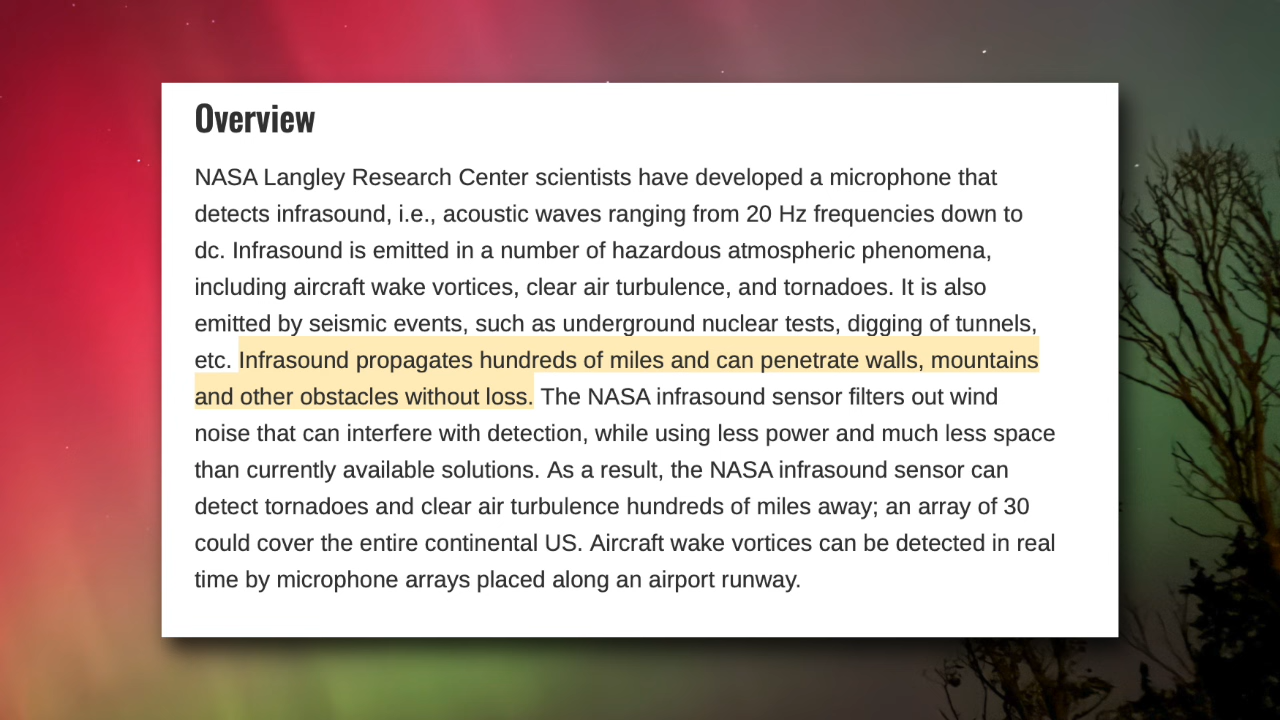 Overview
NASA Langley Research Center scientists have developed a microphone that
detects infrasound, i.e., acoustic waves ranging from 20 Hz frequencies down to
dc. Infrasound is emitted in a number of hazardous atmospheric phenomena,
including aircraft wake vortices, clear air turbulence, and tornadoes. It is also
emitted by seismic events, such as underground nuclear tests, digging of tunnels,
etc. Infrasound propagates hundreds of miles and can penetrate walls, mountains
and other obstacles without loss. The NASA infrasound sensor filters out wind
noise that can interfere with detection, while using less power and much less space
than currently available solutions. As a result, the NASA infrasound sensor can
detect tornadoes and clear air turbulence hundreds of miles away; an array of 30
could cover the entire continental US. Aircraft wake vortices can be detected in real
time by microphone arrays placed along an airport runway.